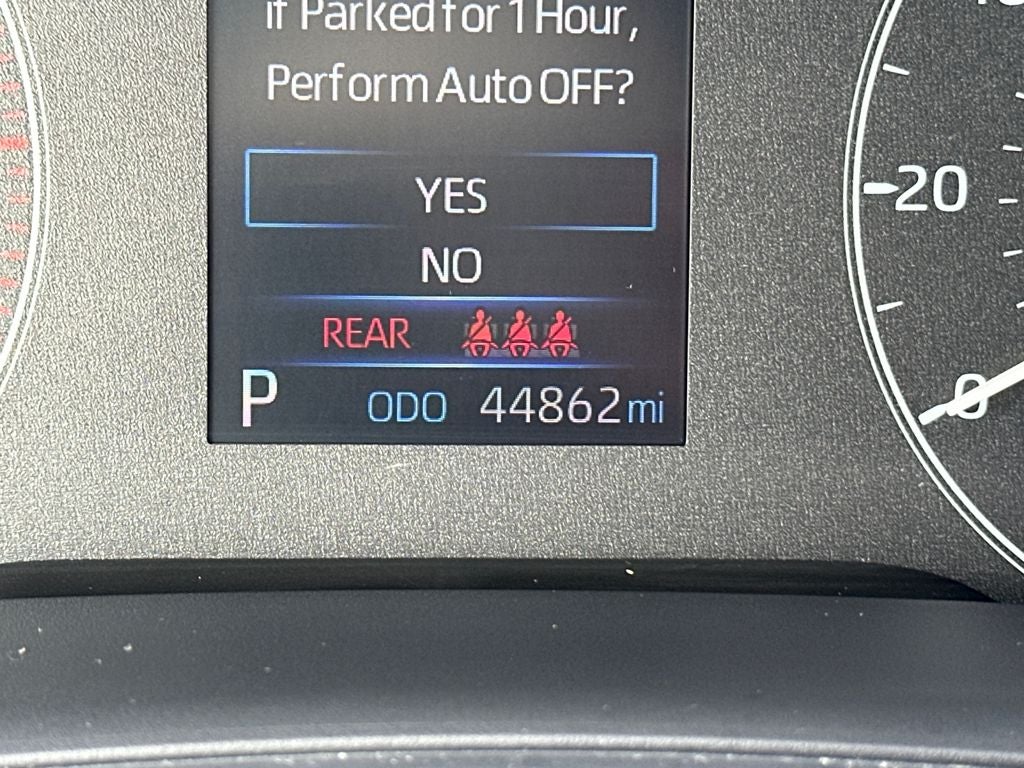 if Parked for 1 Hour,
Perform Auto OFF?
YES
NO
REAR
P ODO 44862 mi
20
0